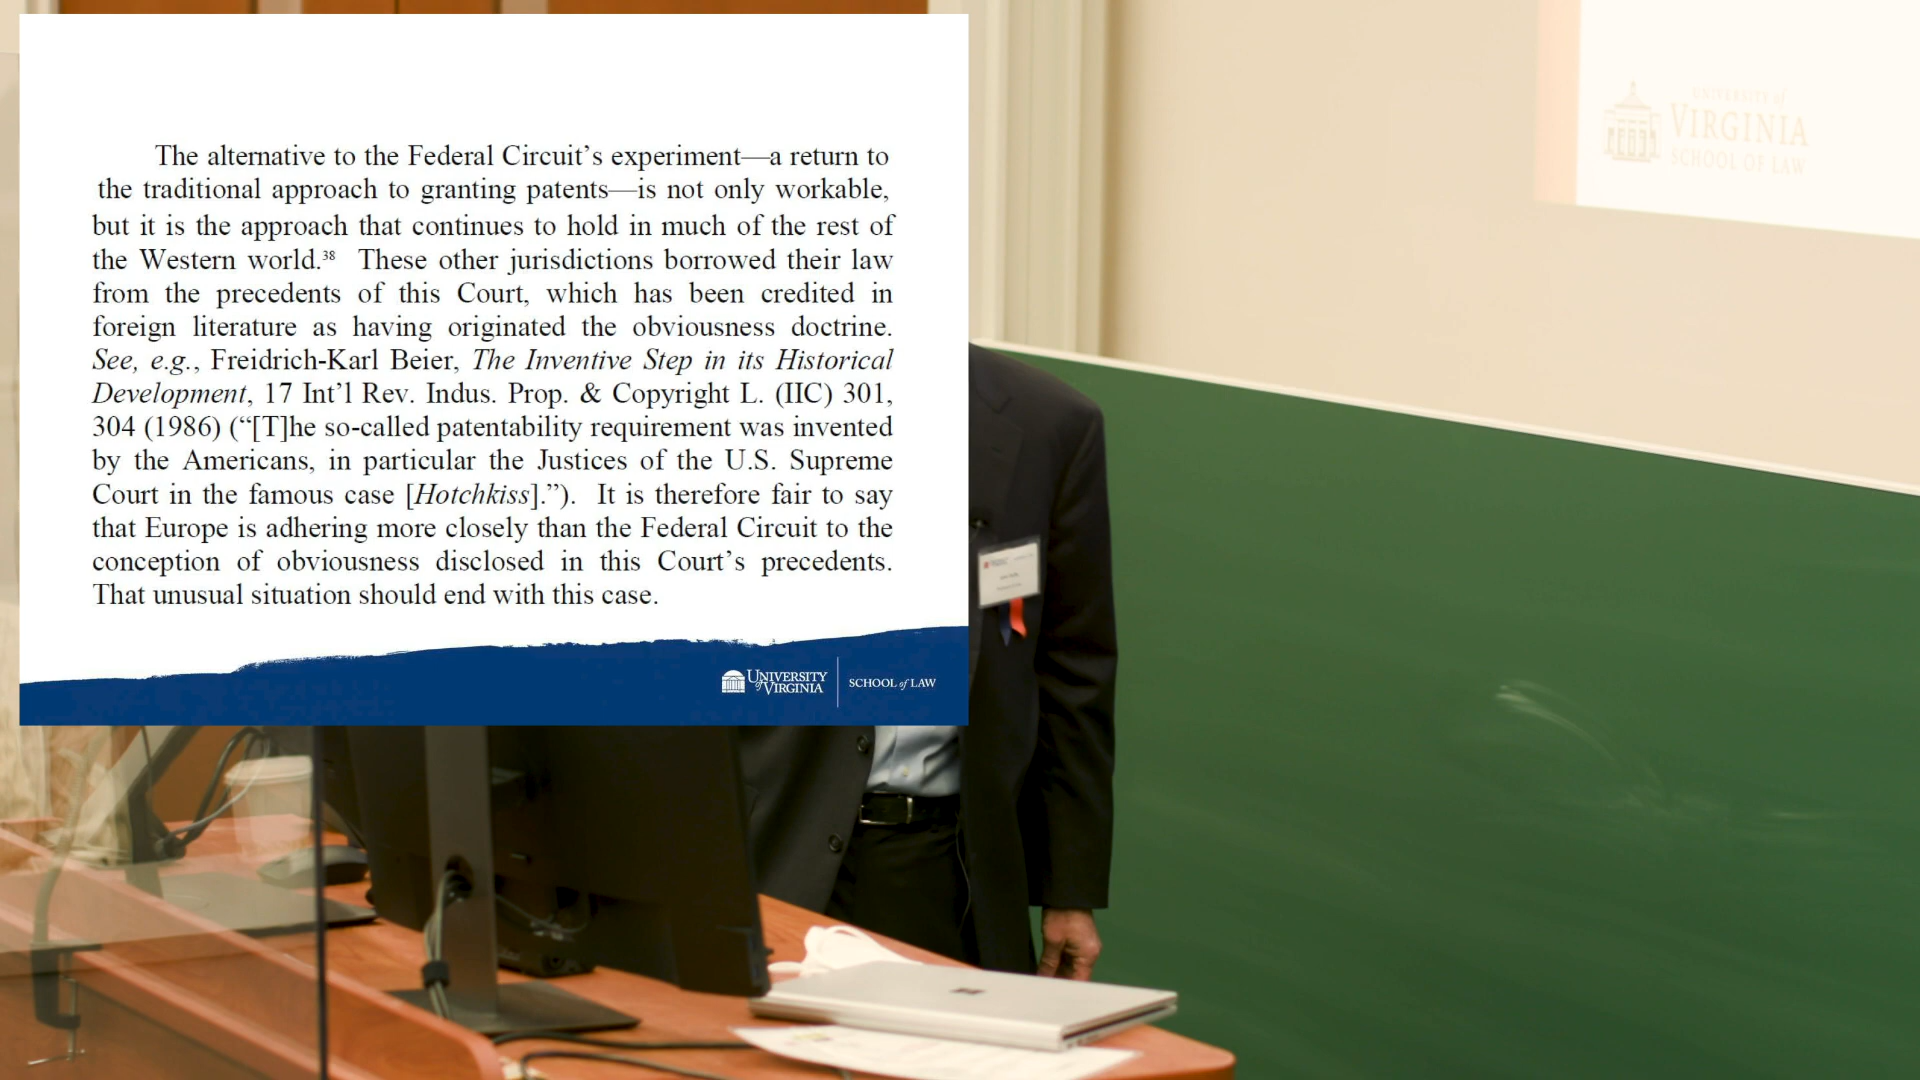 The alternative to the Federal Circuit’s experiment—a return to
the traditional approach to granting patents—is not only workable,
but it is the approach that continues to hold in much of the rest of
the Western world.³⁸ These other jurisdictions borrowed their law
from the precedents of this Court, which has been credited in
foreign literature as having originated the obviousness doctrine.
See, e.g., Freidrich-Karl Beier, The Inventive Step in its Historical
Development, 17 Int’l Rev. Indus. Prop. & Copyright L. (IIC) 301,
304 (1986) (“[T]he so-called patentability requirement was invented
by the Americans, in particular the Justices of the U.S. Supreme
Court in the famous case [Hotchkiss].”). It is therefore fair to say
that Europe is adhering more closely than the Federal Circuit to the
conception of obviousness disclosed in this Court’s precedents.
That unusual situation should end with this case.
UNIVERSITY
of VIRGINIA
SCHOOL of LAW
UNIVERSITY of
VIRGINIA
SCHOOL OF LAW